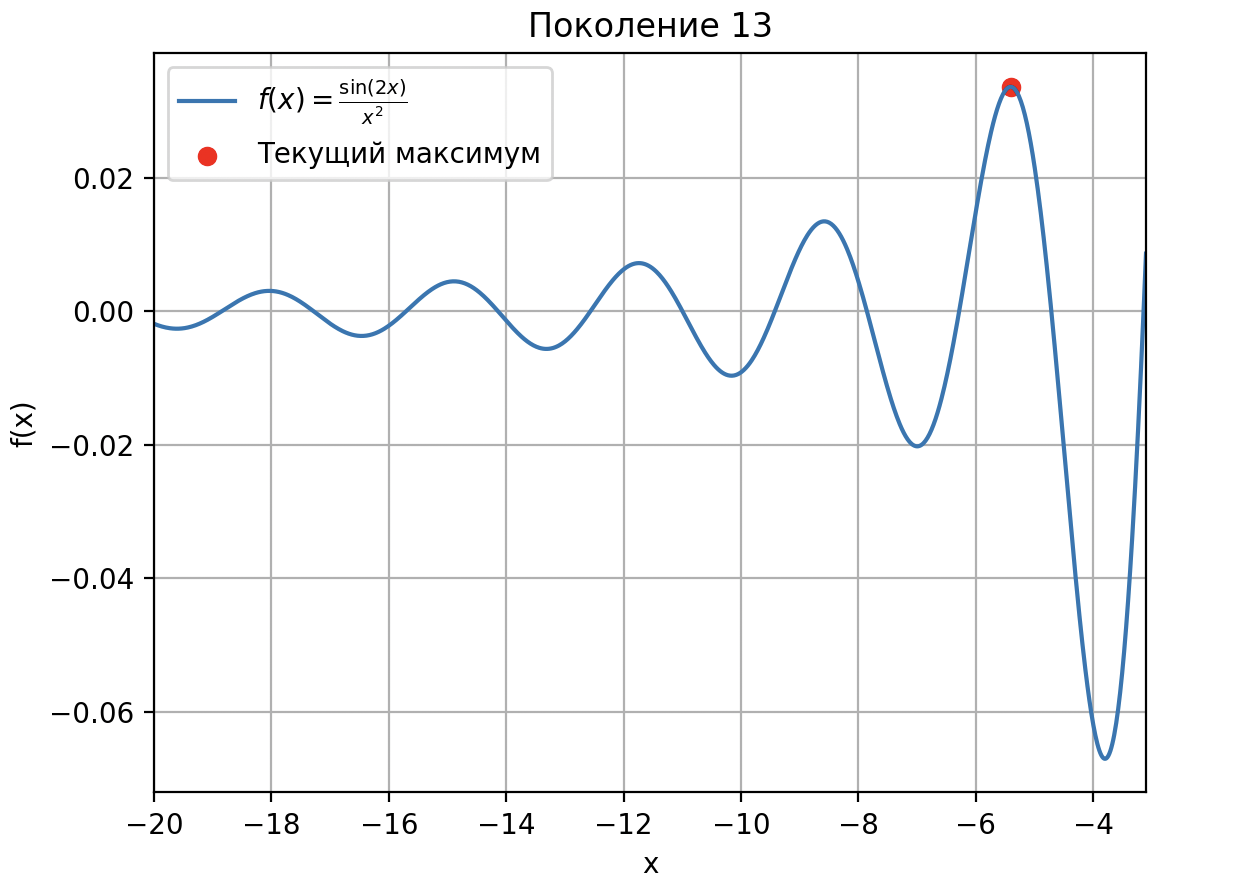 Поколение 13
f(x) = sin(2x)/x²
Текущий максимум
0.02
0.00
−0.02
−0.04
−0.06
f(x)
−20 −18 −16 −14 −12 −10 −8 −6 −4
x